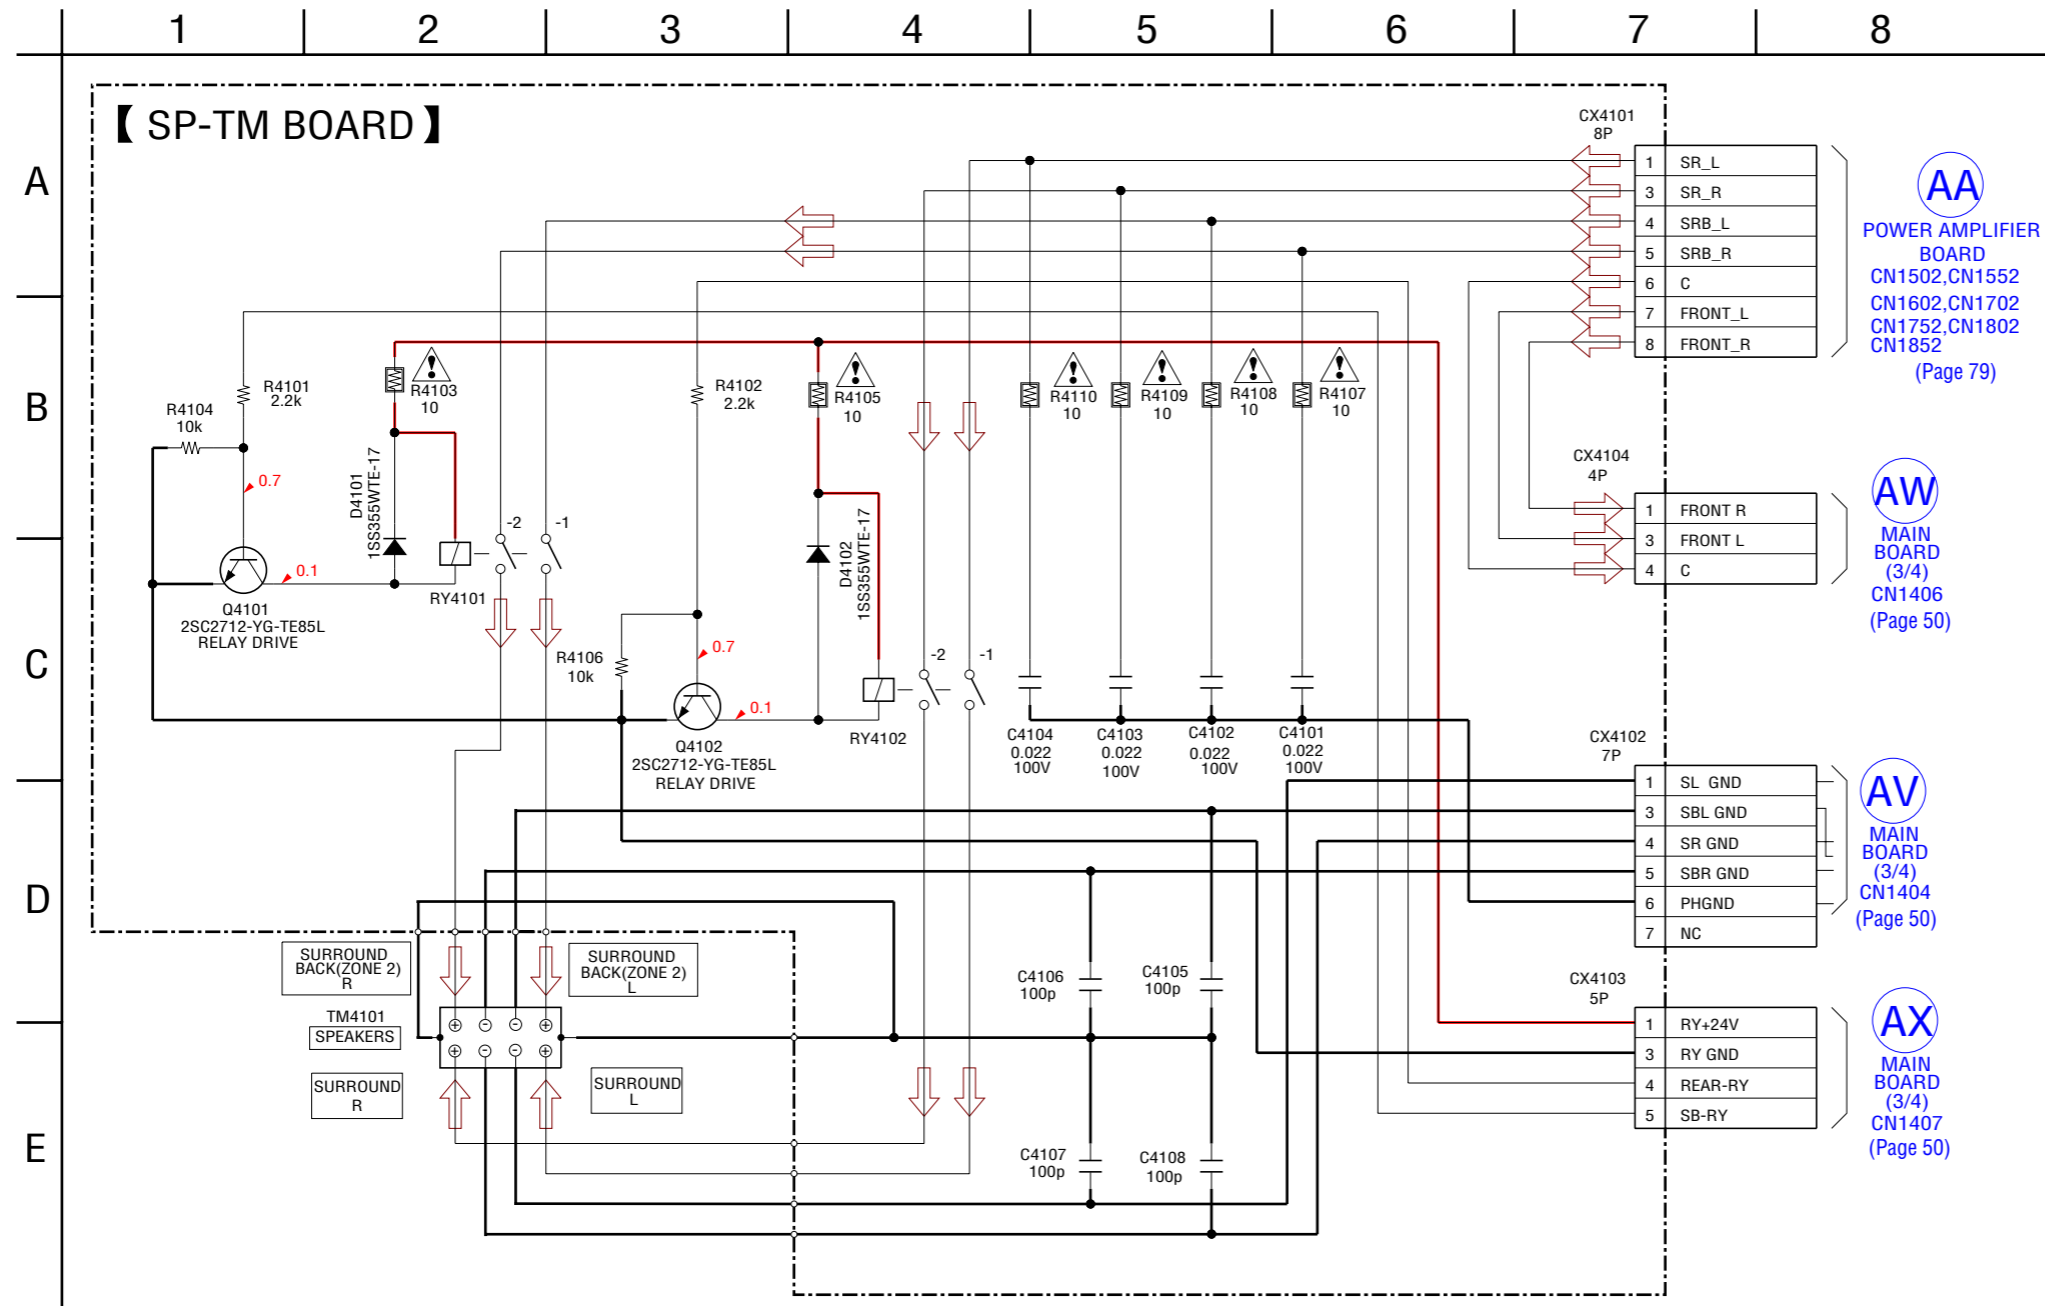 1 2 3 4 5 6 7 8
A
B
C
D
E
【 SP-TM BOARD 】
CX4101
8P
1 SR_L
3 SR_R
4 SRB_L
5 SRB_R
6 C
7 FRONT_L
8 FRONT_R
AA
POWER AMPLIFIER
BOARD
CN1502,CN1552
CN1602,CN1702
CN1752,CN1802
CN1852
(Page 79)
R4101
2.2k
R4104
10k
0.7
0.1
Q4101
2SC2712-YG-TE85L
RELAY DRIVE
R4103
10
D4101
1SS355WTE-17
RY4101
-2
-1
R4102
2.2k
R4106
10k
0.7
0.1
Q4102
2SC2712-YG-TE85L
RELAY DRIVE
R4105
10
D4102
1SS355WTE-17
RY4102
-2
-1
R4110
10
R4109
10
R4108
10
R4107
10
C4104
0.022
100V
C4103
0.022
100V
C4102
0.022
100V
C4101
0.022
100V
CX4104
4P
1 FRONT R
3 FRONT L
4 C
AW
MAIN
BOARD
(3/4)
CN1406
(Page 50)
CX4102
7P
1 SL GND
3 SBL GND
4 SR GND
5 SBR GND
6 PHGND
7 NC
AV
MAIN
BOARD
(3/4)
CN1404
(Page 50)
SURROUND
BACK(ZONE 2)
R
SURROUND
BACK(ZONE 2)
L
TM4101
SPEAKERS
SURROUND
R
SURROUND
L
C4106
100p
C4105
100p
C4107
100p
C4108
100p
CX4103
5P
1 RY+24V
3 RY GND
4 REAR-RY
5 SB-RY
AX
MAIN
BOARD
(3/4)
CN1407
(Page 50)